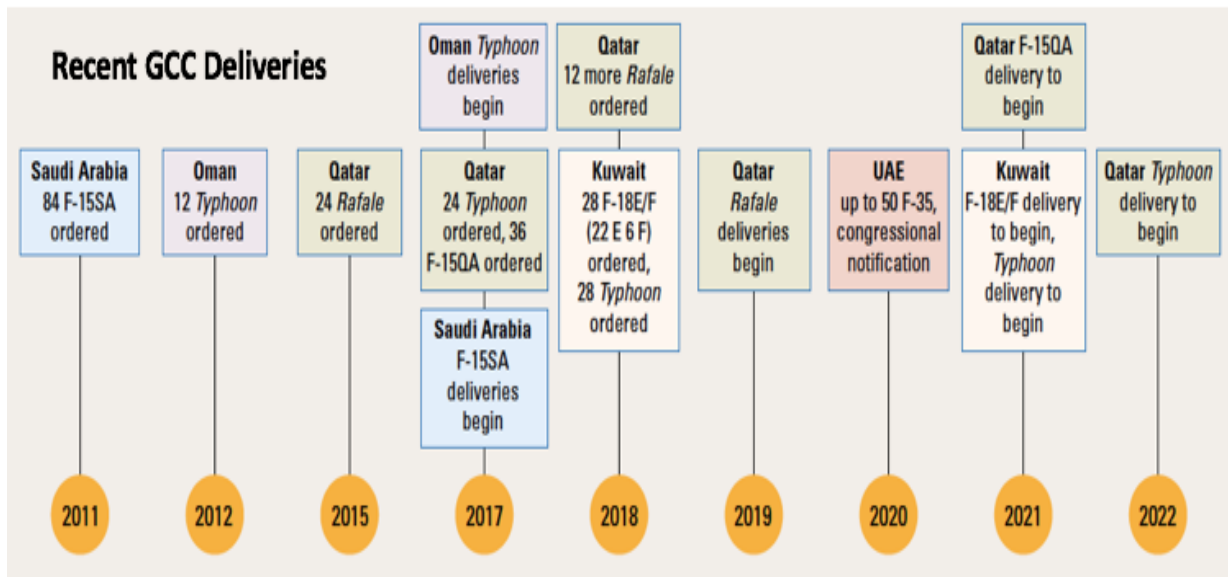 Recent GCC Deliveries
Saudi Arabia
84 F-15SA
ordered
Oman
12 Typhoon
ordered
Qatar
24 Rafale
ordered
Oman Typhoon
deliveries
begin
Qatar
24 Typhoon
ordered, 36
F-15QA ordered
Saudi Arabia
F-15SA
deliveries
begin
Qatar
12 more Rafale
ordered
Kuwait
28 F-18E/F
(22 E 6 F)
ordered,
28 Typhoon
ordered
Qatar
Rafale
deliveries
begin
UAE
up to 50 F-35,
congressional
notification
Qatar F-15QA
delivery to
begin
Kuwait
F-18E/F delivery
to begin,
Typhoon
delivery to
begin
Qatar Typhoon
delivery to
begin
2011
2012
2015
2017
2018
2019
2020
2021
2022